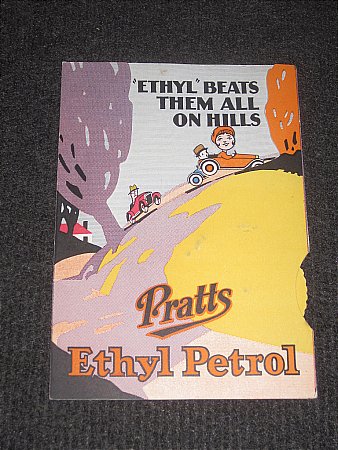 "ETHYL" BEATS
THEM ALL
ON HILLS
Pratts
Ethyl Petrol